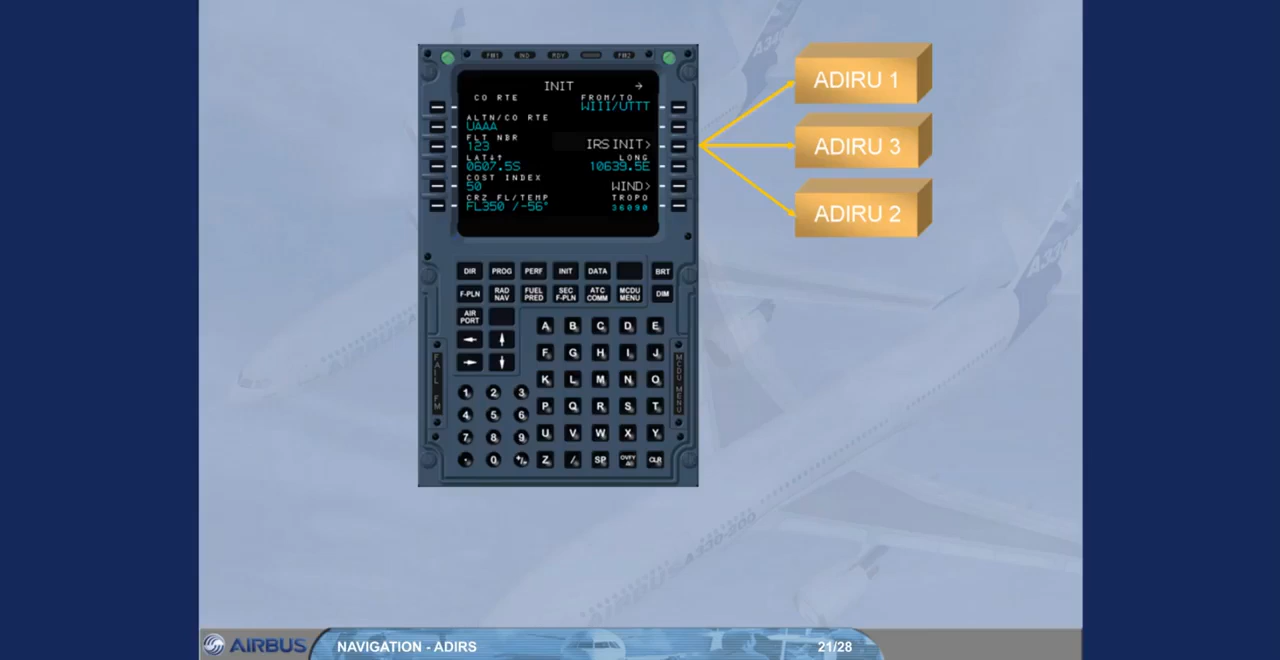 FM1 IND RDY FM2
INIT →
CO RTE FROM/TO
WIII/UTTT
ALTN/CO RTE
UAAA
FLT NBR
123 IRS INIT>
LAT↓↑ LONG
0607.5S 10639.5E
COST INDEX
50 WIND>
CRZ FL/TEMP TROPO
FL350 /-56° 36090
ADIRU 1
ADIRU 3
ADIRU 2
DIR PROG PERF INIT DATA BRT
F-PLN RAD NAV FUEL PRED SEC F-PLN ATC COMM MCDU MENU DIM
AIR PORT
A B C D E
F G H I J
K L M N O
P Q R S T
U V W X Y
Z / SP OVFY Δ CLR
1 2 3
4 5 6
7 8 9
. 0 +/-
FAIL FM
MCDU MENU
AIRBUS
NAVIGATION - ADIRS
21/28